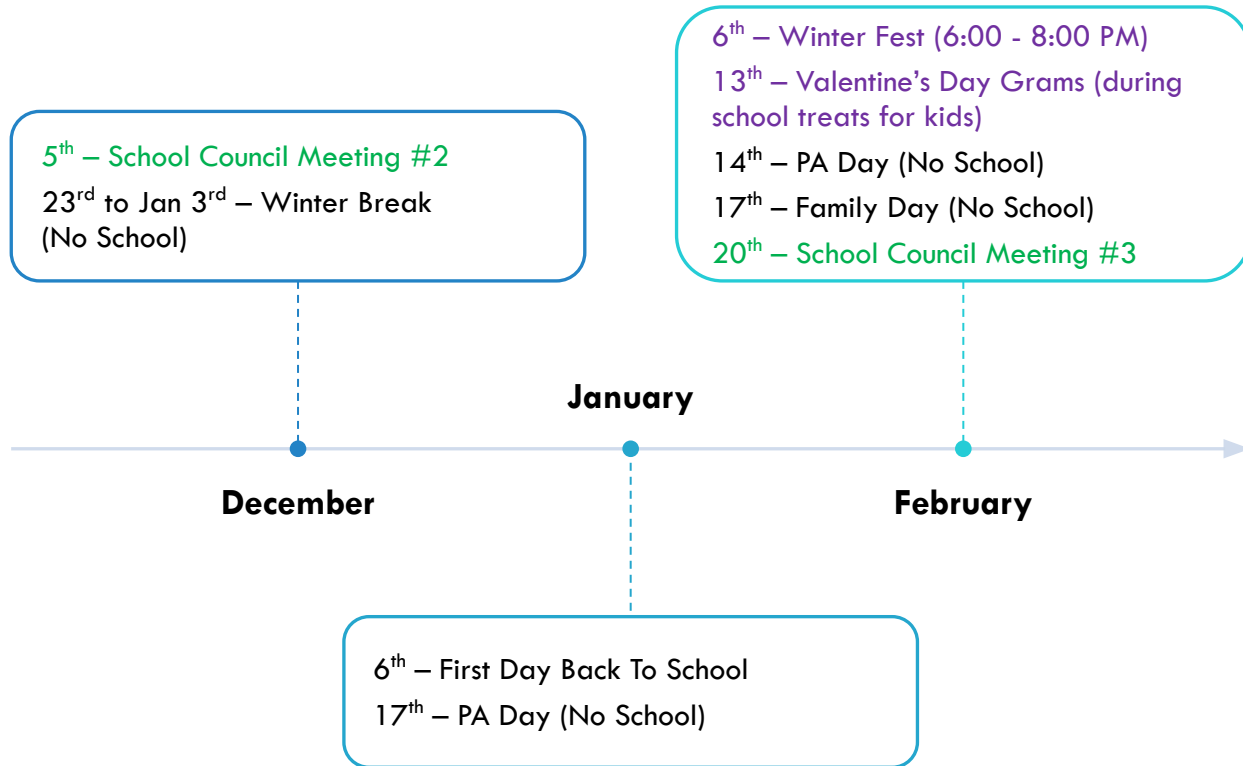 6th – Winter Fest (6:00 - 8:00 PM)
13th – Valentine’s Day Grams (during
school treats for kids)
14th – PA Day (No School)
17th – Family Day (No School)
20th – School Council Meeting #3
5th – School Council Meeting #2
23rd to Jan 3rd – Winter Break
(No School)
January
December
February
6th – First Day Back To School
17th – PA Day (No School)